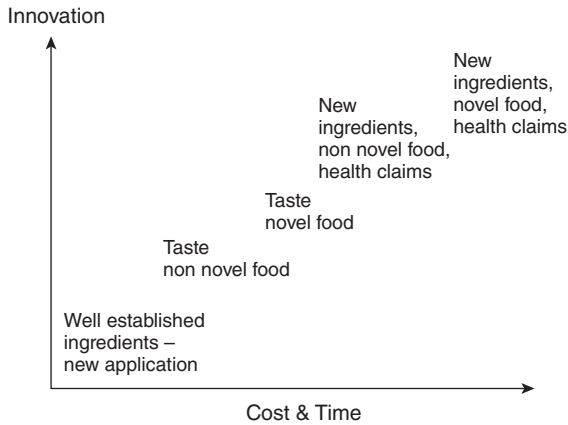 Innovation
New
ingredients,
novel food,
health claims
New
ingredients,
non novel food,
health claims
Taste
novel food
Taste
non novel food
Well established
ingredients –
new application
Cost & Time